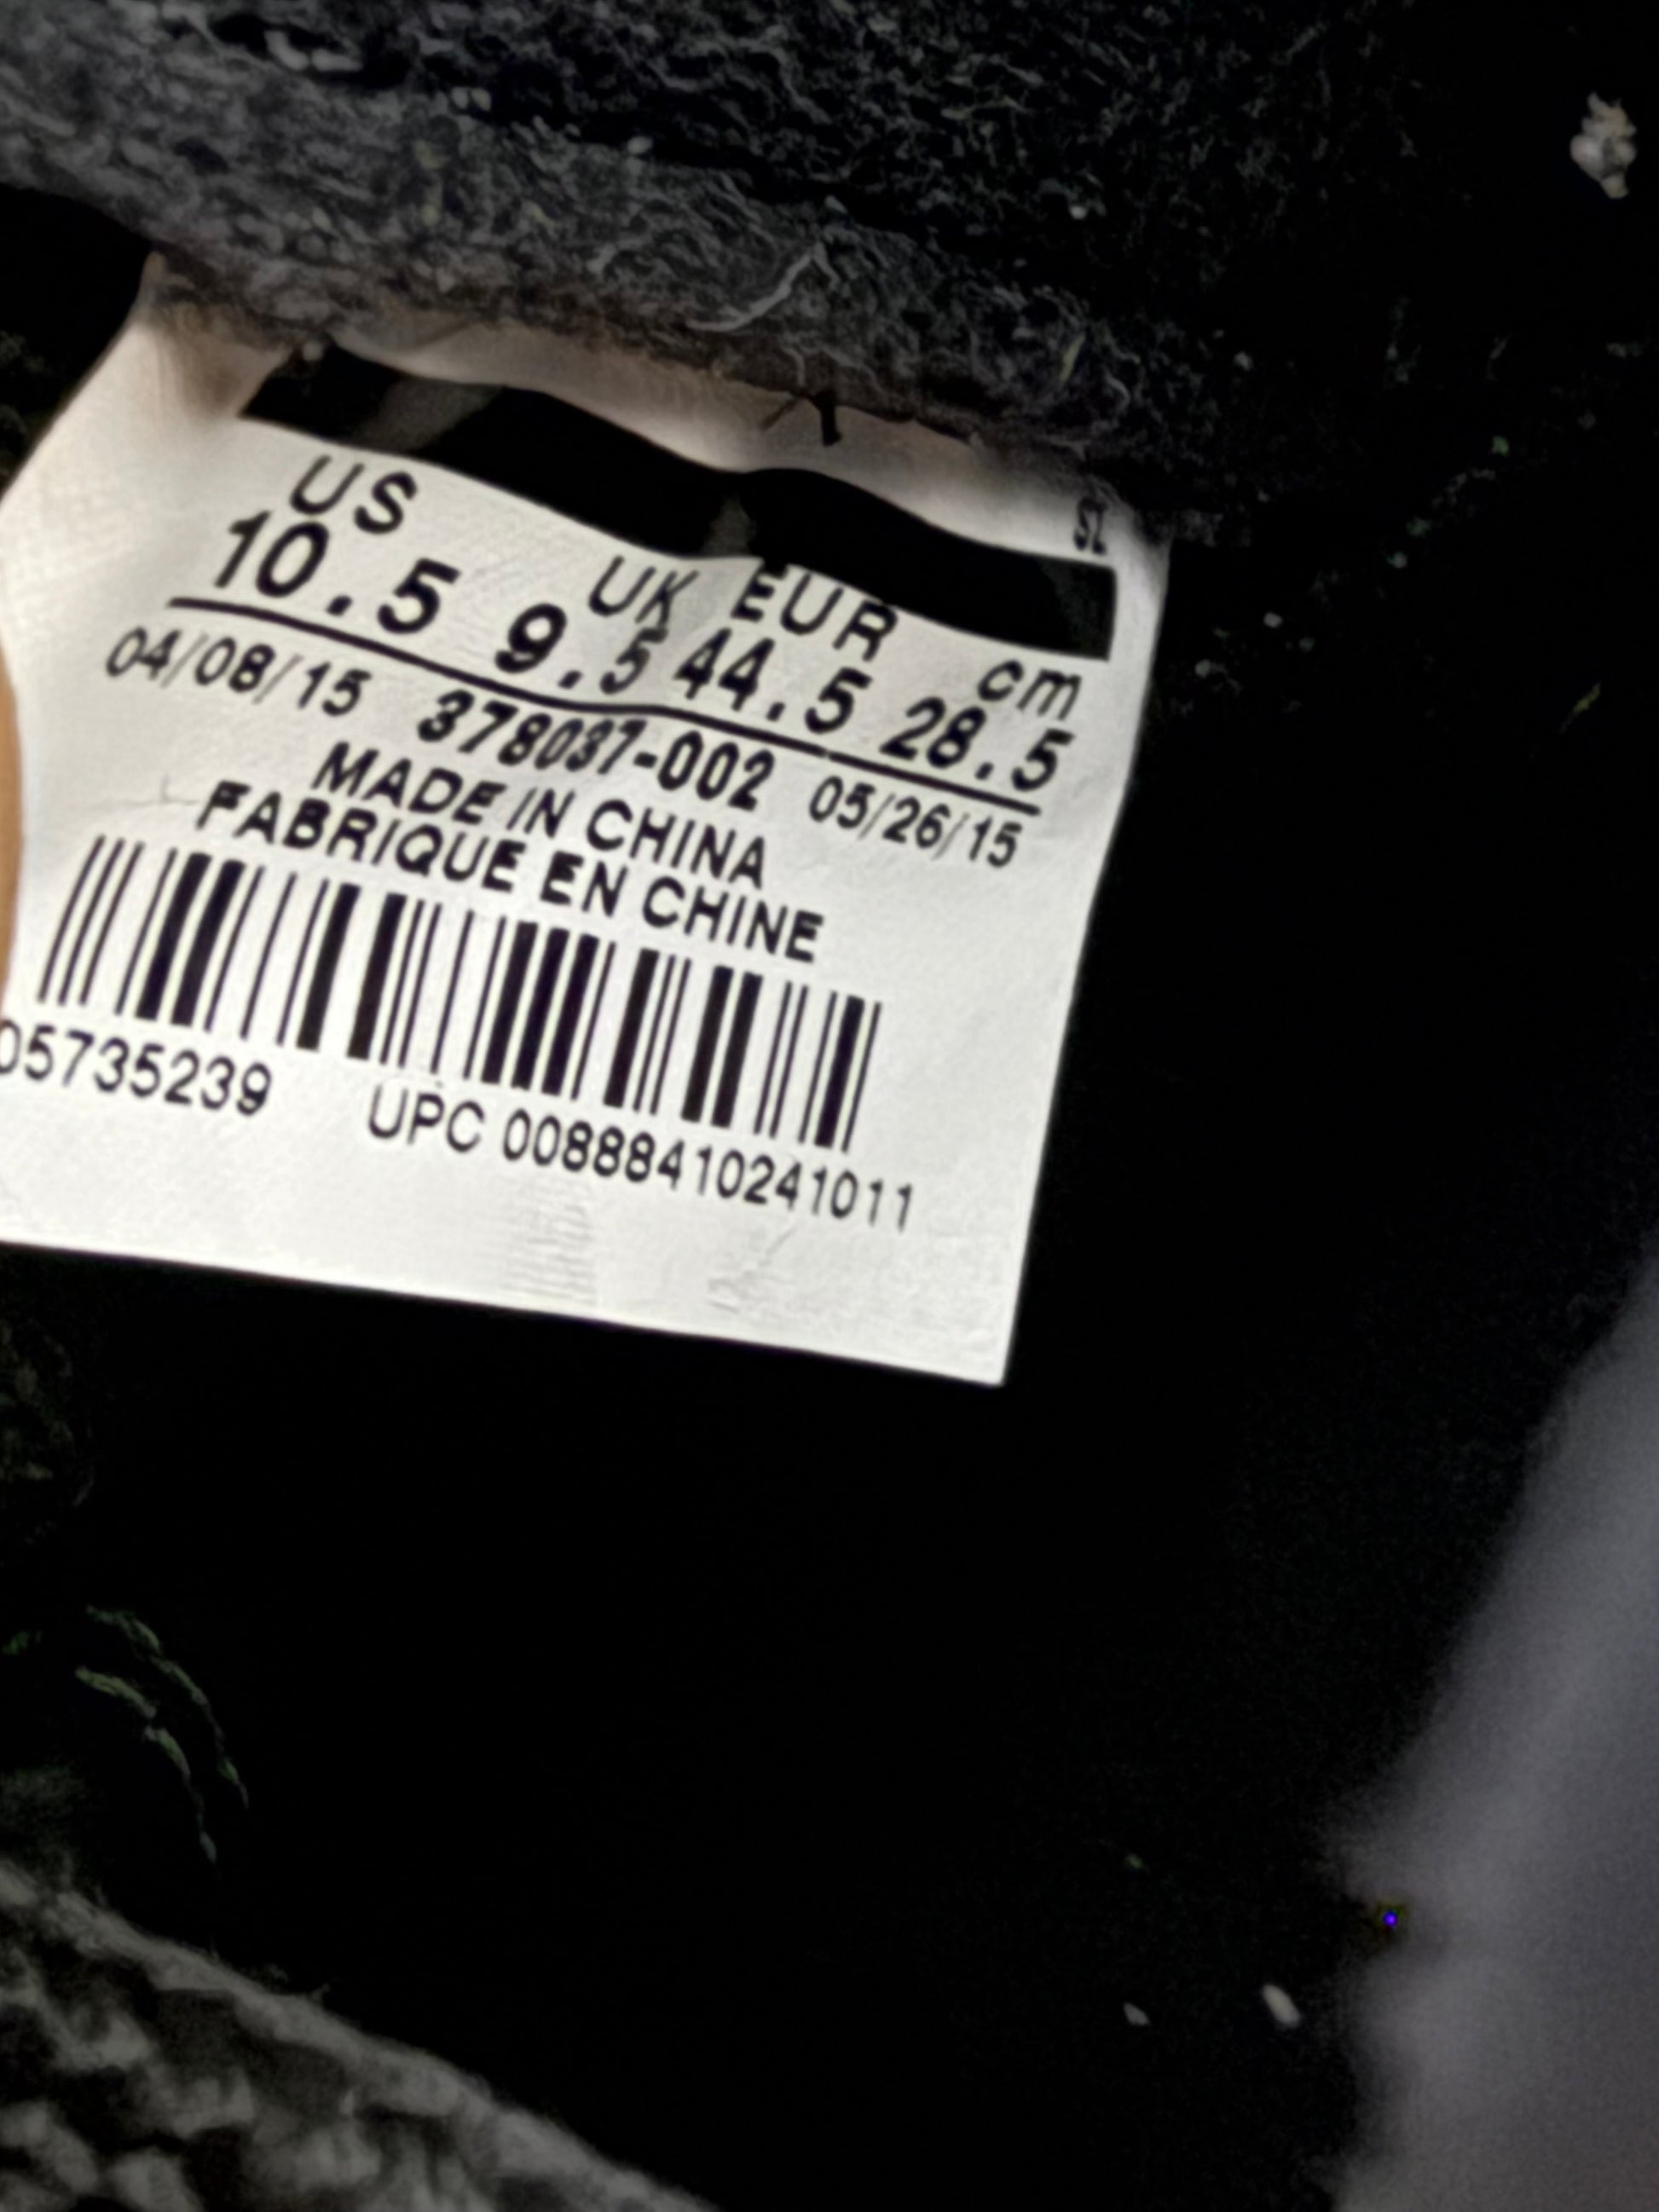 SZ
US UK EUR cm
10.5 9.5 44.5 28.5
04/08/15 378037-002 05/26/15
MADE IN CHINA
FABRIQUE EN CHINE
05735239 UPC 00888410241011